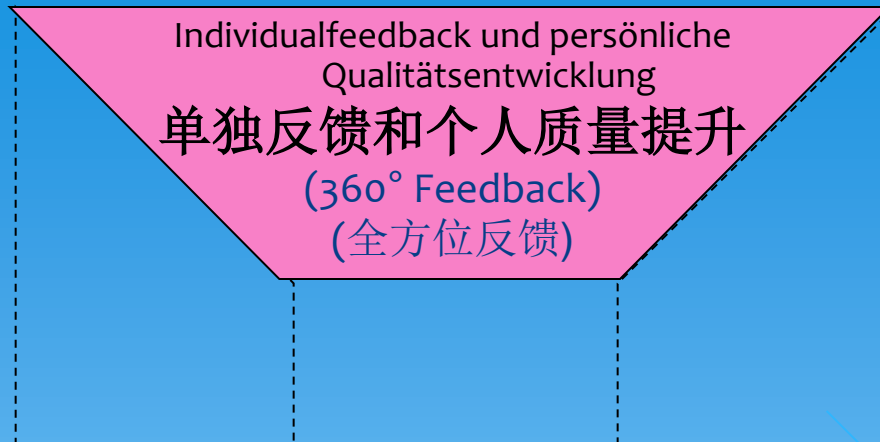 Individualfeedback und persönliche
Qualitätsentwicklung
单独反馈和个人质量提升
(360° Feedback)
(全方位反馈)